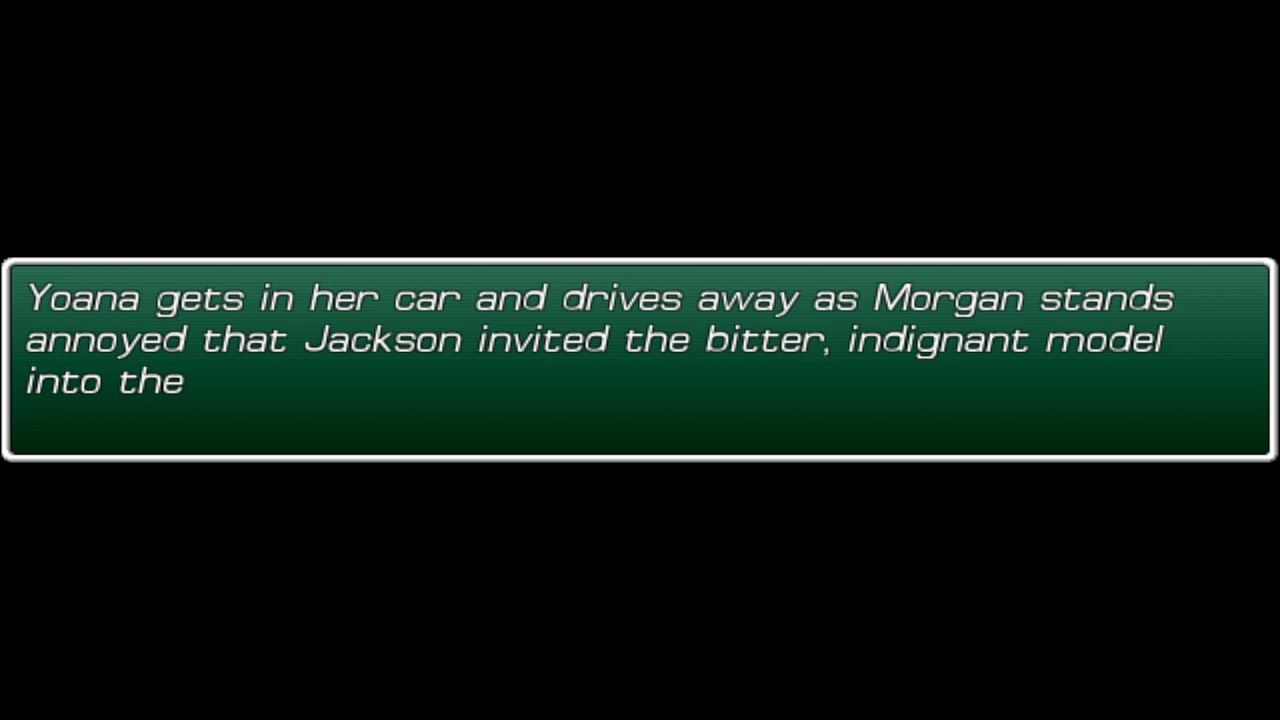 Yoana gets in her car and drives away as Morgan stands
annoyed that Jackson invited the bitter, indignant model
into the